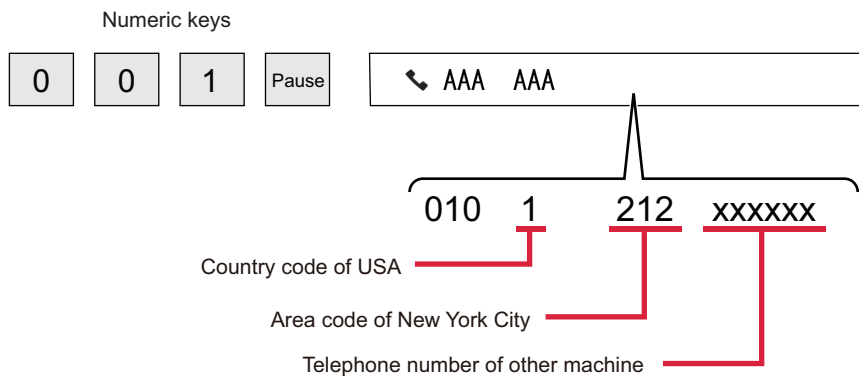 Numeric keys
0 0 1 Pause AAA AAA
010 1 212 xxxxxx
Country code of USA
Area code of New York City
Telephone number of other machine